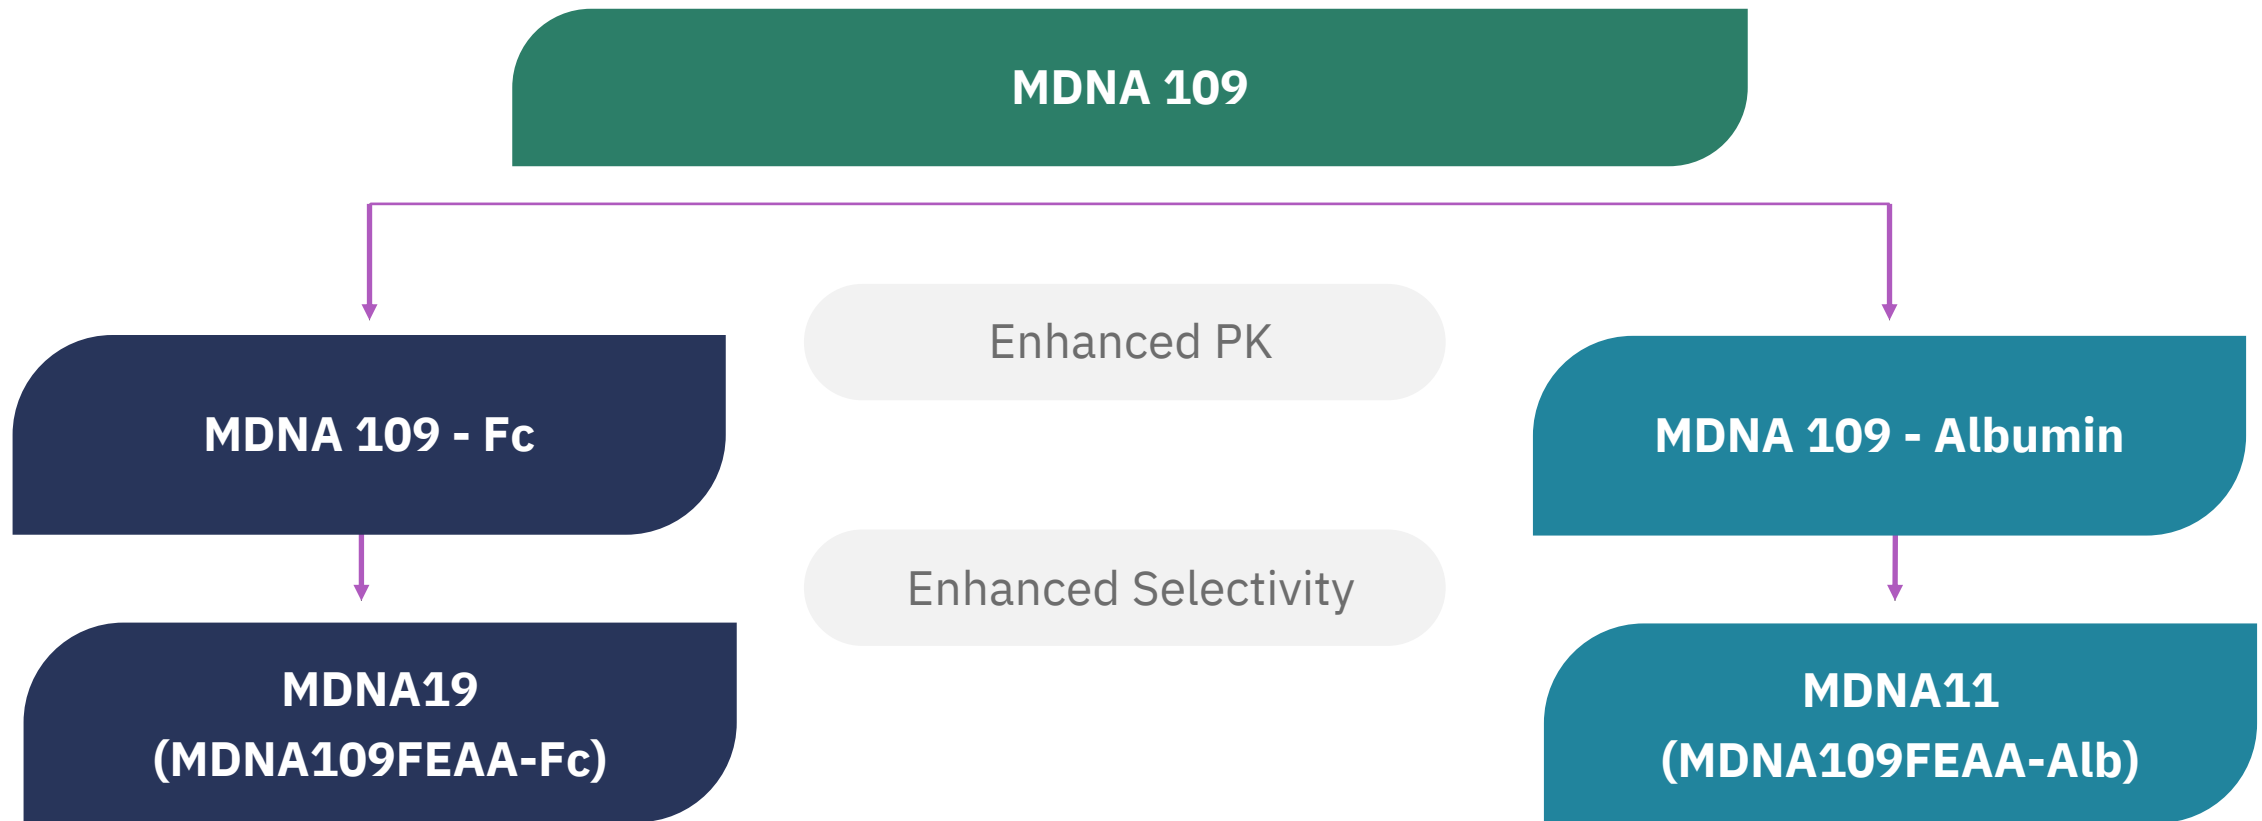 MDNA 109
Enhanced PK
MDNA 109 - Fc
MDNA 109 - Albumin
Enhanced Selectivity
MDNA19
(MDNA109FEAA-Fc)
MDNA11
(MDNA109FEAA-Alb)